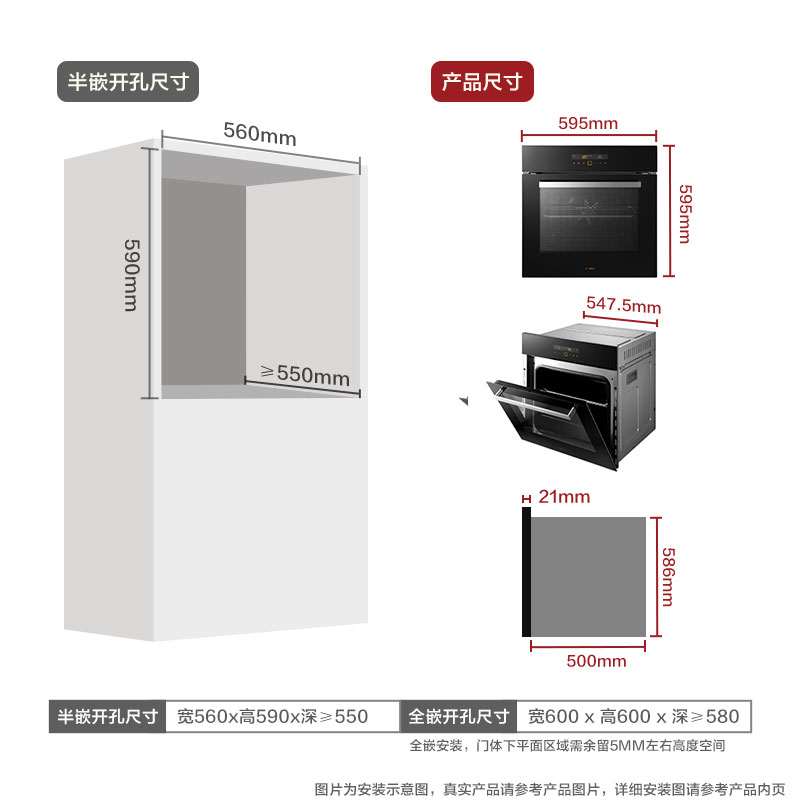 半嵌开孔尺寸
产品尺寸
560mm
590mm
≥550mm
595mm
595mm
547.5mm
21mm
586mm
500mm
半嵌开孔尺寸 宽560x高590x深≥550 全嵌开孔尺寸 宽600 x 高600 x 深≥580
全嵌安装，门体下平面区域需余留5MM左右高度空间
图片为安装示意图，真实产品请参考产品图片，详细安装图请参考产品内页